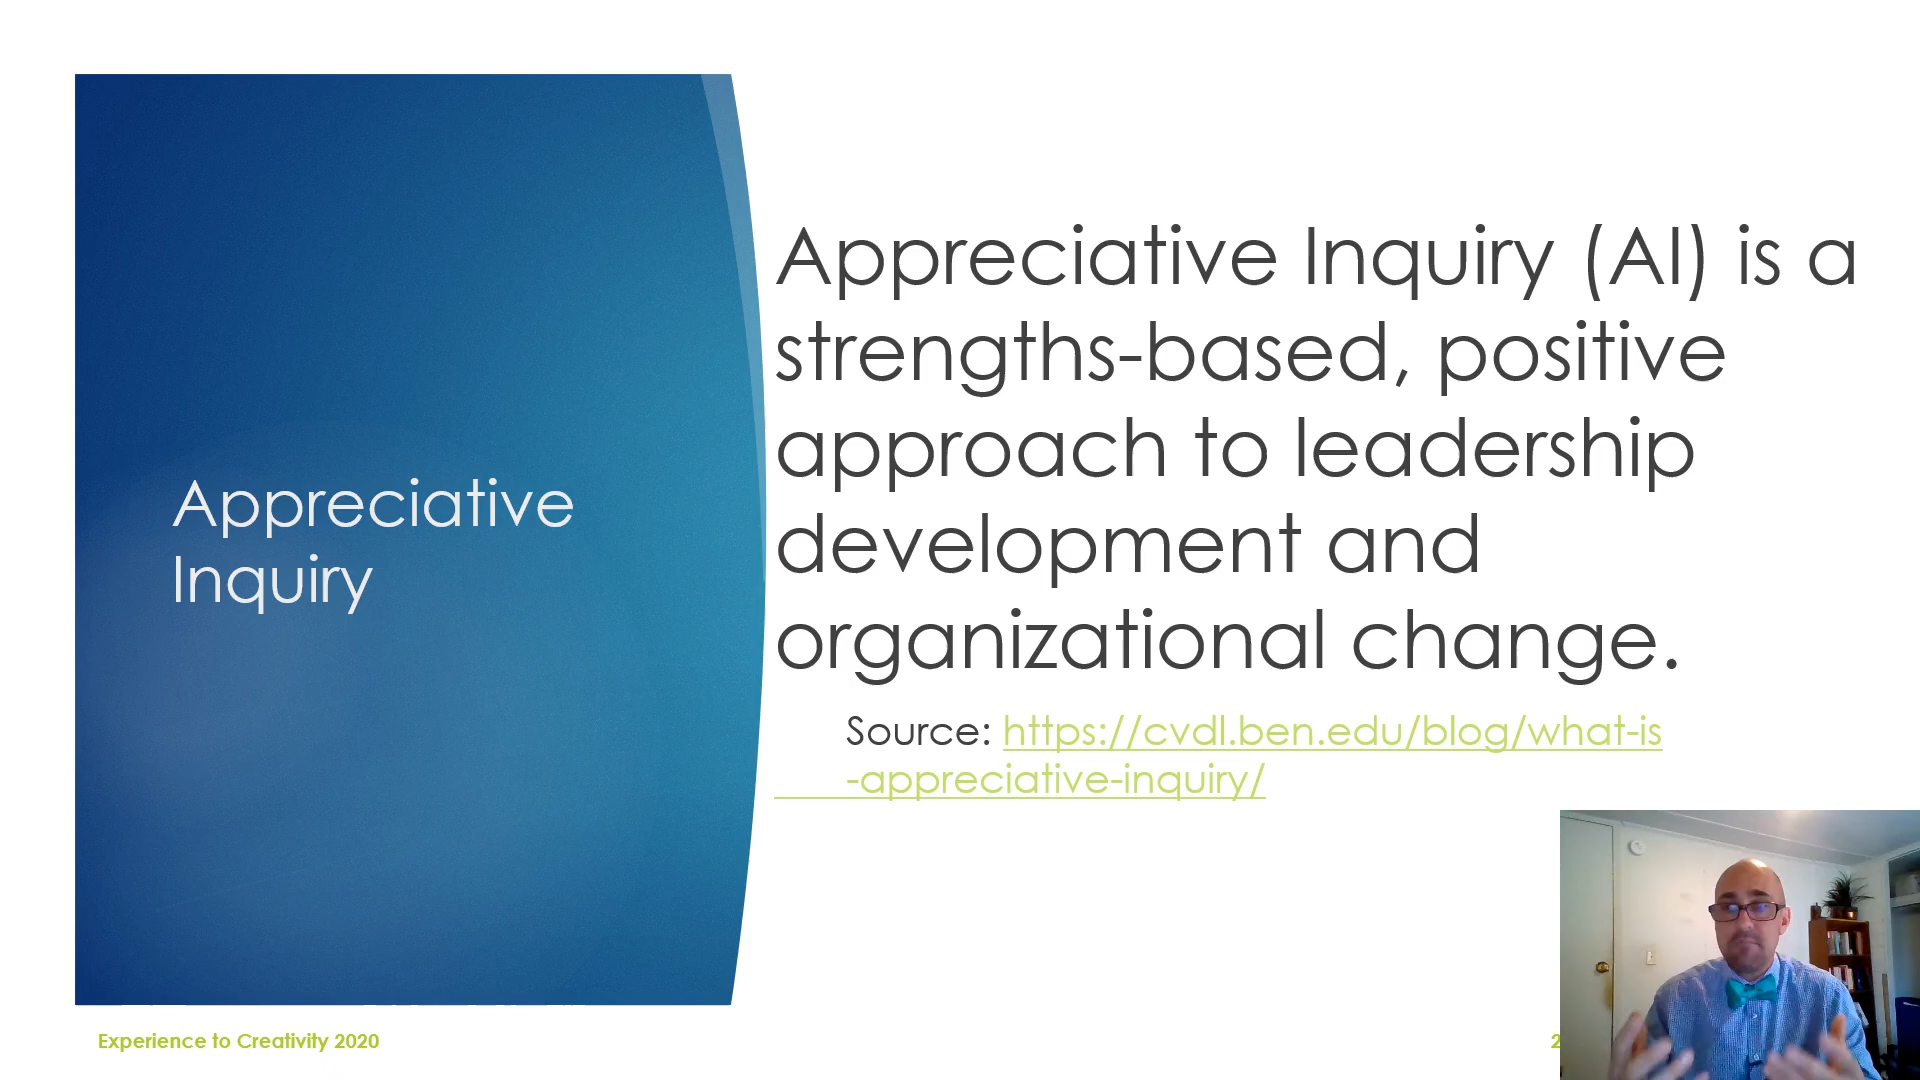 Appreciative
Inquiry
Appreciative Inquiry (AI) is a
strengths-based, positive
approach to leadership
development and
organizational change.
Source: https://cvdl.ben.edu/blog/what-is
-appreciative-inquiry/
Experience to Creativity 2020
2